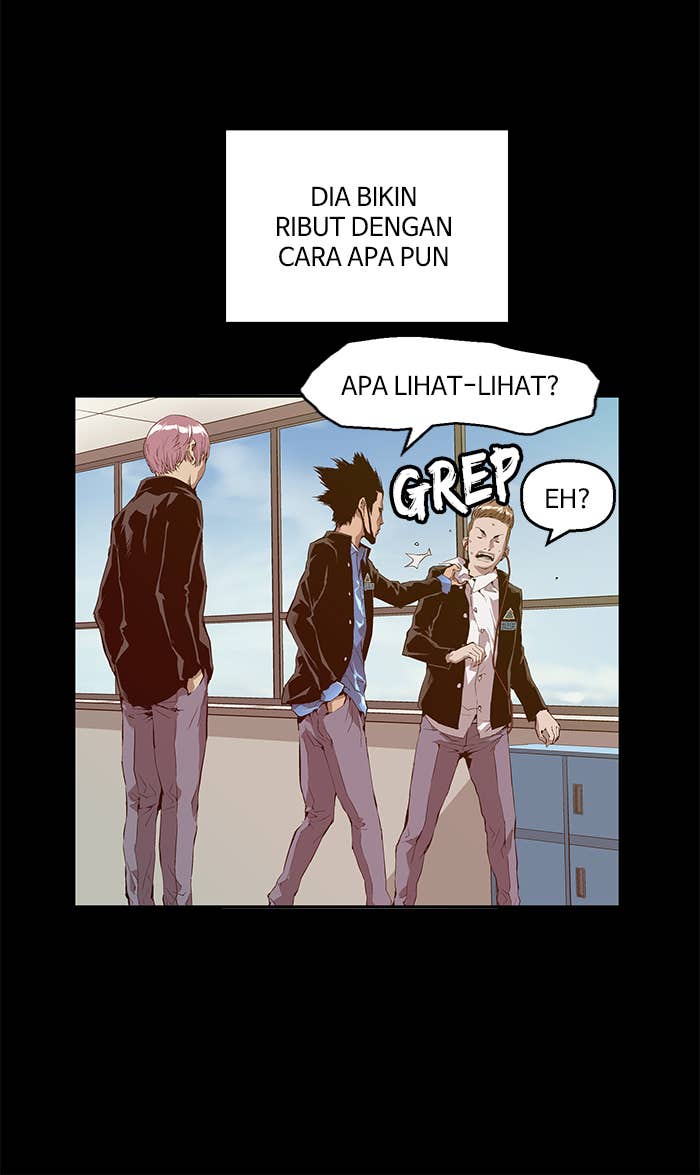 DIA BIKIN
RIBUT DENGAN
CARA APA PUN
APA LIHAT-LIHAT?
GREP
EH?